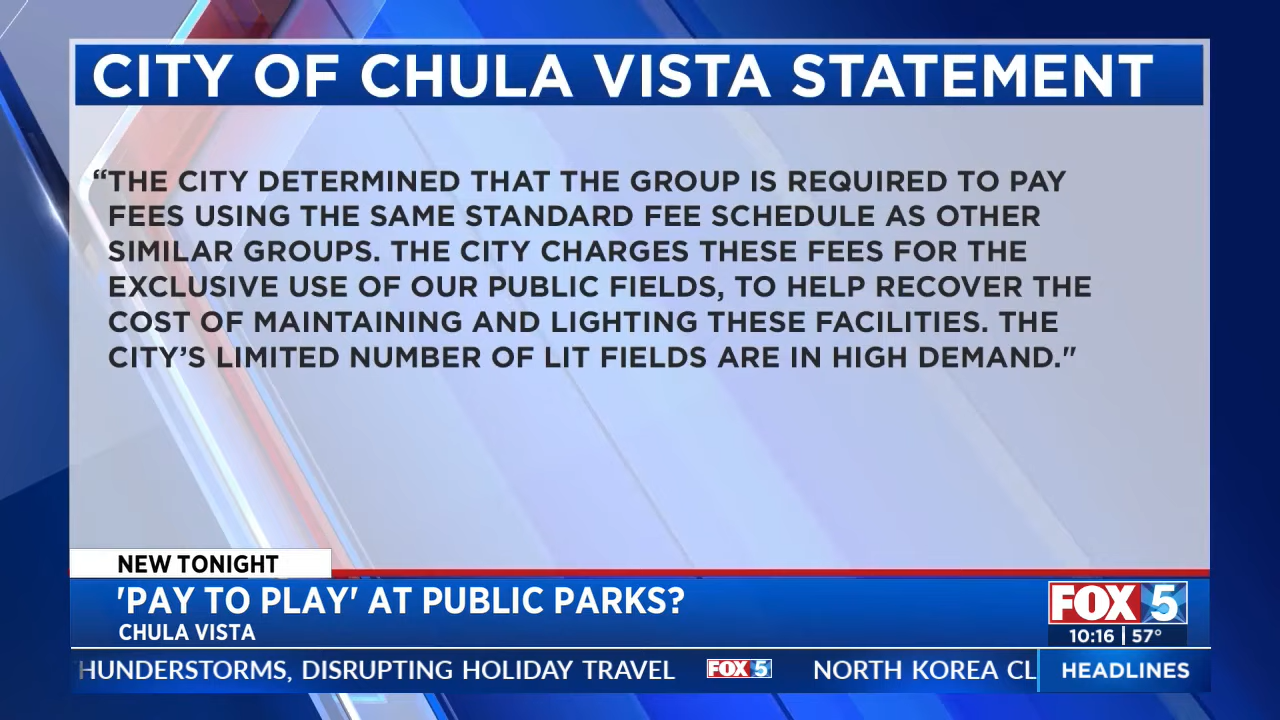 CITY OF CHULA VISTA STATEMENT
“THE CITY DETERMINED THAT THE GROUP IS REQUIRED TO PAY
FEES USING THE SAME STANDARD FEE SCHEDULE AS OTHER
SIMILAR GROUPS. THE CITY CHARGES THESE FEES FOR THE
EXCLUSIVE USE OF OUR PUBLIC FIELDS, TO HELP RECOVER THE
COST OF MAINTAINING AND LIGHTING THESE FACILITIES. THE
CITY’S LIMITED NUMBER OF LIT FIELDS ARE IN HIGH DEMAND."
NEW TONIGHT
'PAY TO PLAY' AT PUBLIC PARKS?
CHULA VISTA
FOX 5
10:16 | 57°
HUNDERSTORMS, DISRUPTING HOLIDAY TRAVEL FOX 5 NORTH KOREA CL
HEADLINES